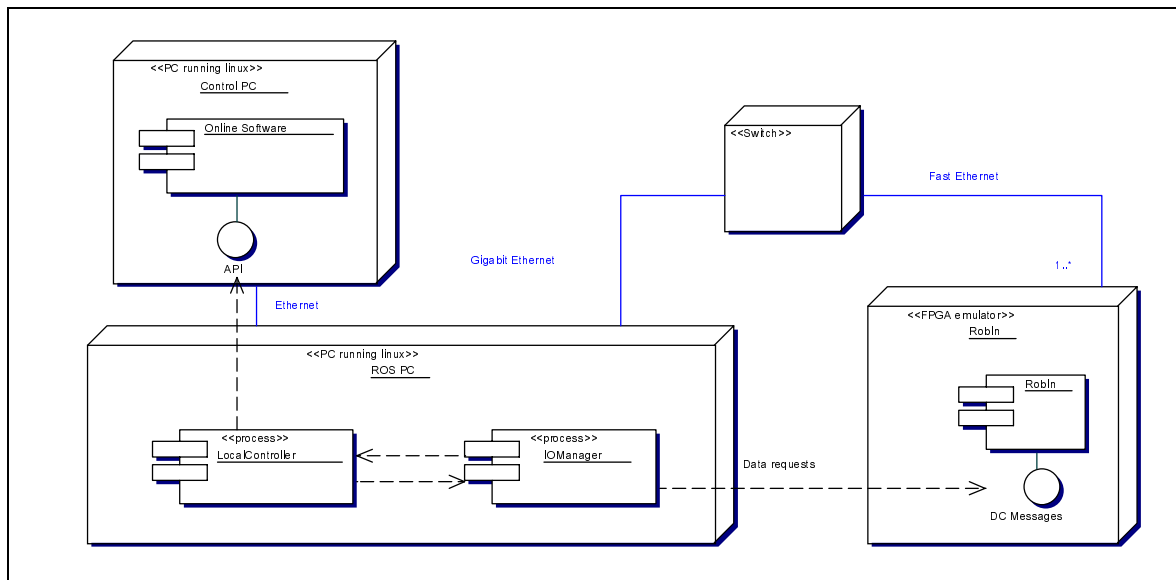 <<PC running linux>>
Control PC
Online Software
API
<<Switch>>
Fast Ethernet
Gigabit Ethernet
Ethernet
1..*
<<PC running linux>>
ROS PC
<<process>>
LocalController
<<process>>
IOManager
Data requests
<<FPGA emulator>>
RobIn
RobIn
DC Messages